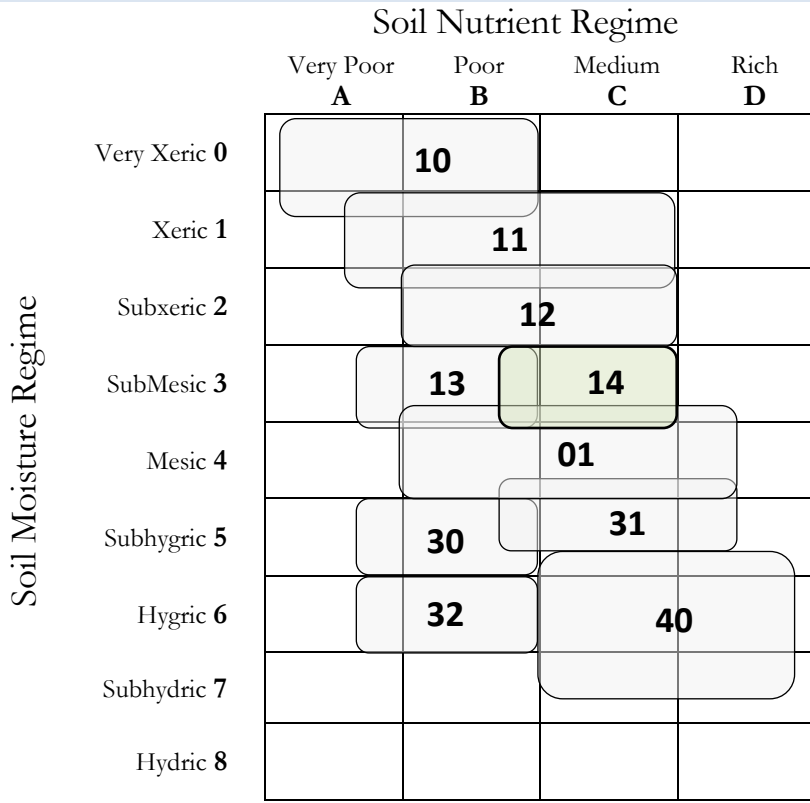 Soil Nutrient Regime
Very Poor Poor Medium Rich
A B C D
Soil Moisture Regime
Very Xeric 0
10
Xeric 1
11
Subxeric 2
12
SubMesic 3
13 14
Mesic 4
01
Subhygric 5
30 31
Hygric 6
32 40
Subhydric 7
Hydric 8